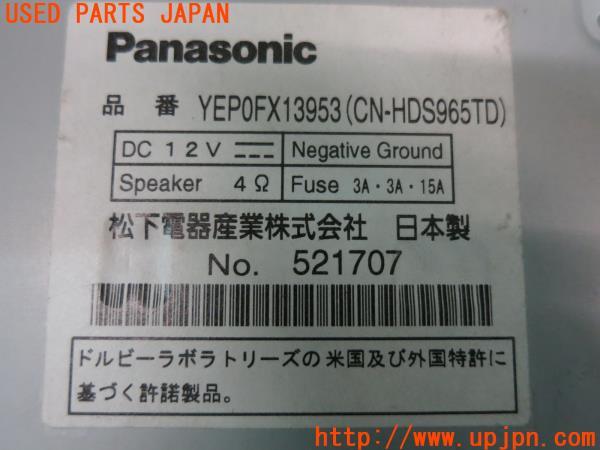 USED PARTS JAPAN
Panasonic
品番 YEP0FX13953(CN-HDS965TD)
DC 12V Negative Ground
Speaker 4Ω Fuse 3A・3A・15A
松下電器産業株式会社 日本製
No. 521707
ドルビーラボラトリーズの米国及び外国特許に
基づく許諾製品。
http://www.upjpn.com